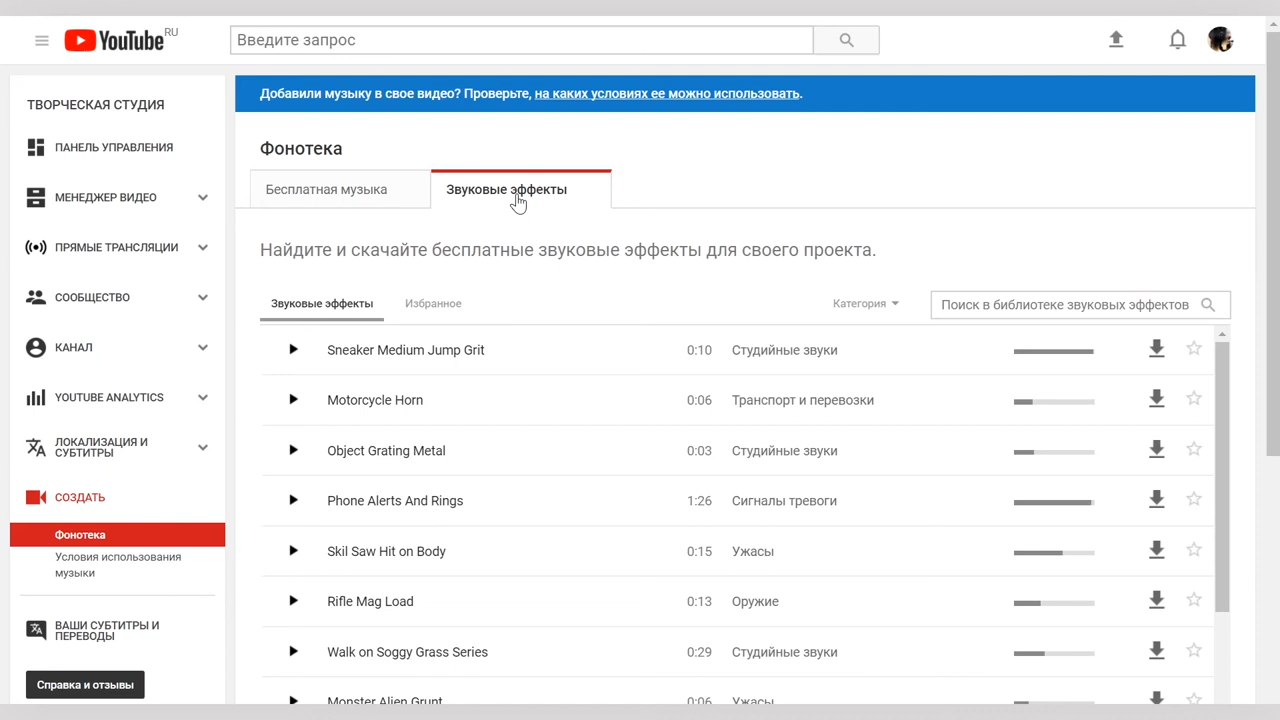 YouTube RU
Введите запрос
ТВОРЧЕСКАЯ СТУДИЯ
ПАНЕЛЬ УПРАВЛЕНИЯ
МЕНЕДЖЕР ВИДЕО
ПРЯМЫЕ ТРАНСЛЯЦИИ
СООБЩЕСТВО
КАНАЛ
YOUTUBE ANALYTICS
ЛОКАЛИЗАЦИЯ И
СУБТИТРЫ
СОЗДАТЬ
Фонотека
Условия использования
музыки
ВАШИ СУБТИТРЫ И
ПЕРЕВОДЫ
Справка и отзывы
Добавили музыку в свое видео? Проверьте, на каких условиях ее можно использовать.
Фонотека
Бесплатная музыка
Звуковые эффекты
Найдите и скачайте бесплатные звуковые эффекты для своего проекта.
Звуковые эффекты
Избранное
Категория
Поиск в библиотеке звуковых эффектов
Sneaker Medium Jump Grit 0:10 Студийные звуки
Motorcycle Horn 0:06 Транспорт и перевозки
Object Grating Metal 0:03 Студийные звуки
Phone Alerts And Rings 1:26 Сигналы тревоги
Skil Saw Hit on Body 0:15 Ужасы
Rifle Mag Load 0:13 Оружие
Walk on Soggy Grass Series 0:29 Студийные звуки
Monster Alien Grunt 0:06 Ужасы